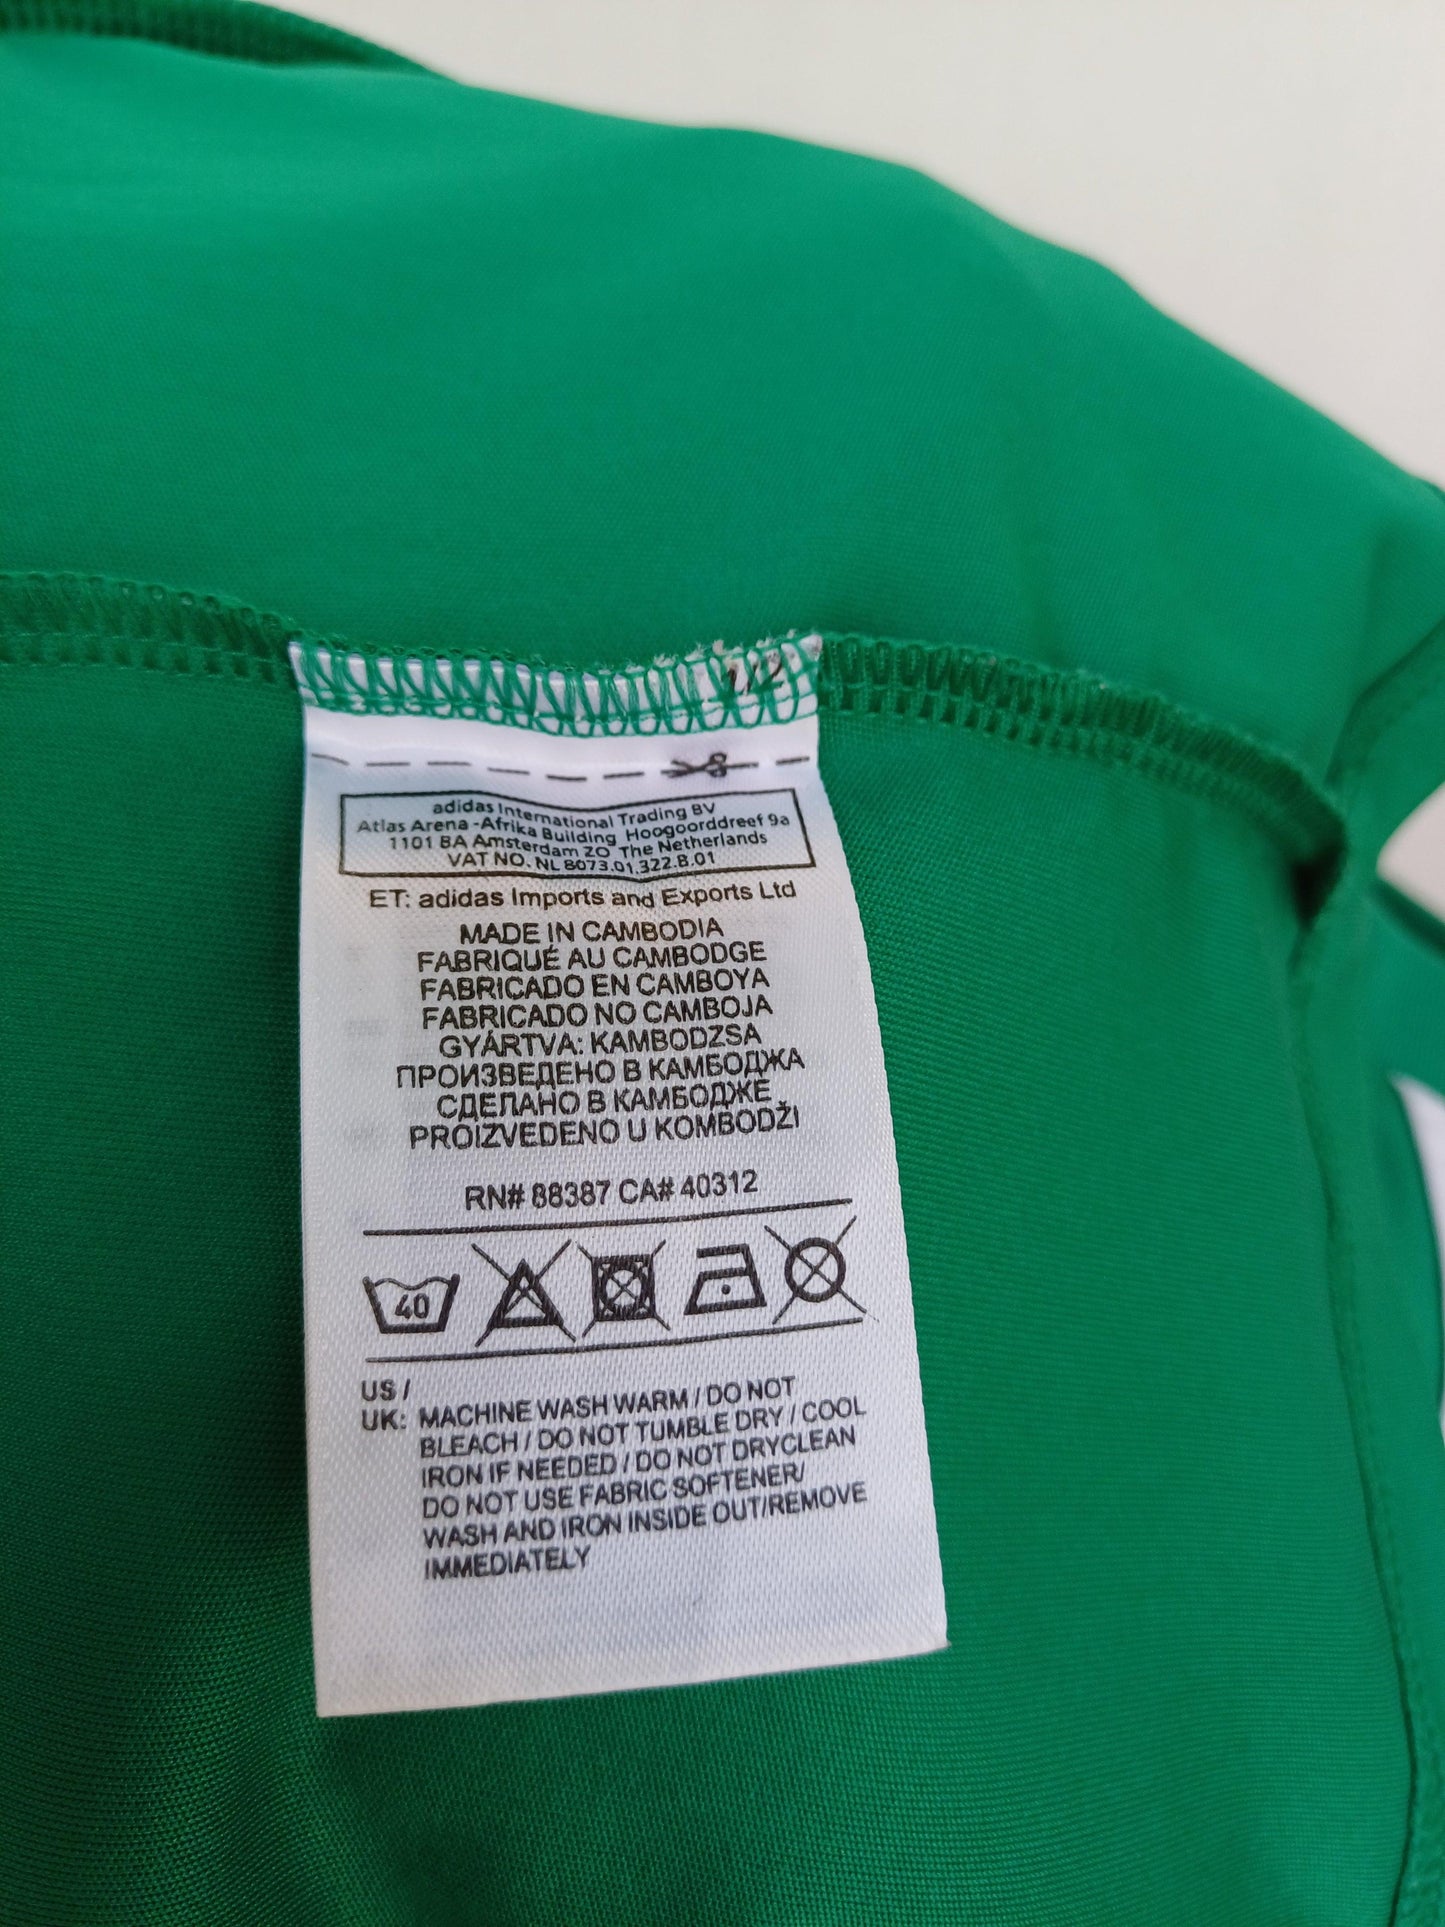 1/2
adidas International Trading BV
Atlas Arena -Afrika Building Hoogoorddreef 9a
1101 BA Amsterdam ZO The Netherlands
VAT NO. NL 8073.01.322.B.01
ET: adidas Imports and Exports Ltd
MADE IN CAMBODIA
FABRIQUÉ AU CAMBODGE
FABRICADO EN CAMBOYA
FABRICADO NO CAMBOJA
GYÁRTVA: KAMBODZSA
ПРОИЗВЕДЕНО В КАМБОДЖА
СДЕЛАНО В КАМБОДЖЕ
PROIZVEDENO U KOMBODŽI
RN# 88387 CA# 40312
40
US /
UK: MACHINE WASH WARM / DO NOT
BLEACH / DO NOT TUMBLE DRY / COOL
IRON IF NEEDED / DO NOT DRYCLEAN
DO NOT USE FABRIC SOFTENER/
WASH AND IRON INSIDE OUT/REMOVE
IMMEDIATELY